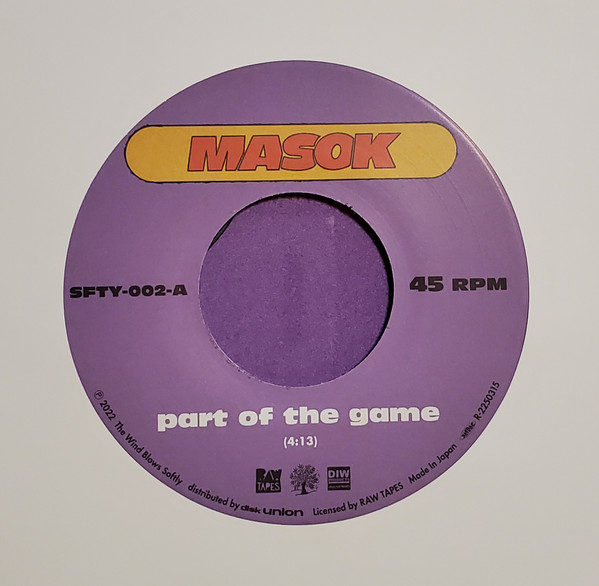 MASOK
SFTY-002-A
45 RPM
part of the game
(4:13)
RAW
TAPES
DIW
℗ 2022 The Wind Blows Softly distributed by disk union Licensed by RAW TAPES Made In Japan R-2250315